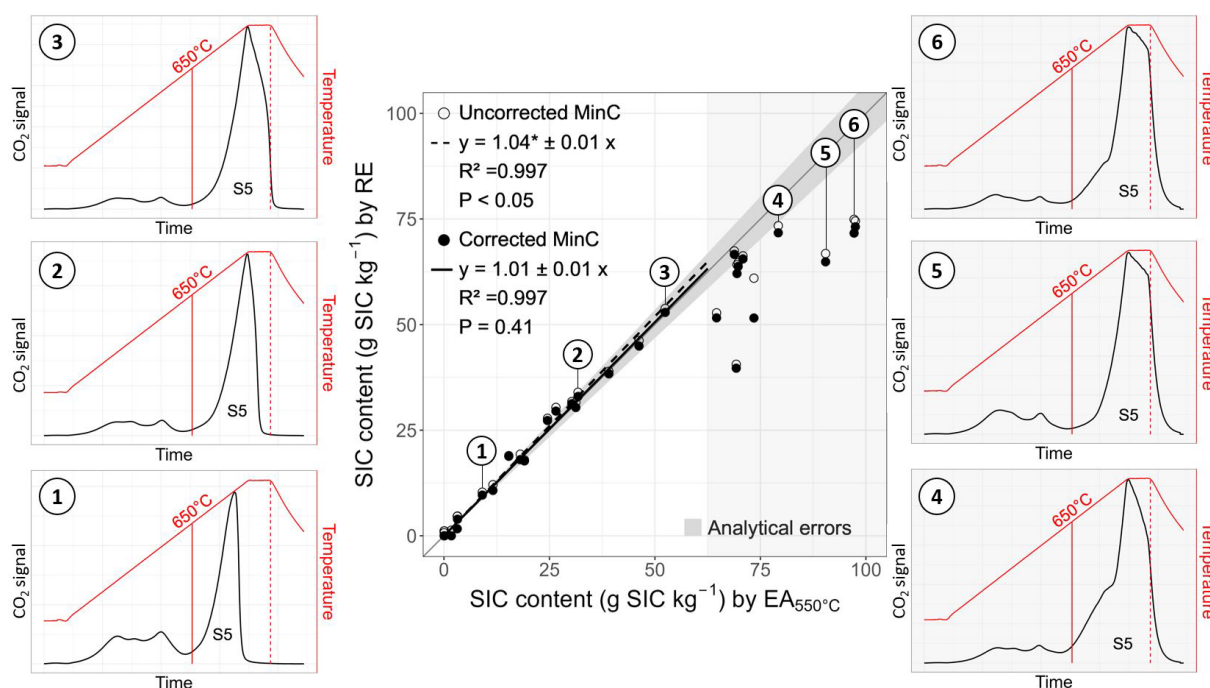 3
CO₂ signal
650°C
S5
Temperature
Time
2
CO₂ signal
650°C
S5
Temperature
Time
1
CO₂ signal
650°C
S5
Temperature
Time
SIC content (g SIC kg⁻¹) by RE
100
75
50
25
0
Uncorrected MinC
y = 1.04* ± 0.01 x
R² =0.997
P < 0.05
Corrected MinC
y = 1.01 ± 0.01 x
R² =0.997
P = 0.41
1
2
3
4
5
6
Analytical errors
0
25
50
75
100
SIC content (g SIC kg⁻¹) by EA₅₅₀°C
6
CO₂ signal
650°C
S5
Temperature
Time
5
CO₂ signal
650°C
S5
Temperature
Time
4
CO₂ signal
650°C
S5
Temperature
Time